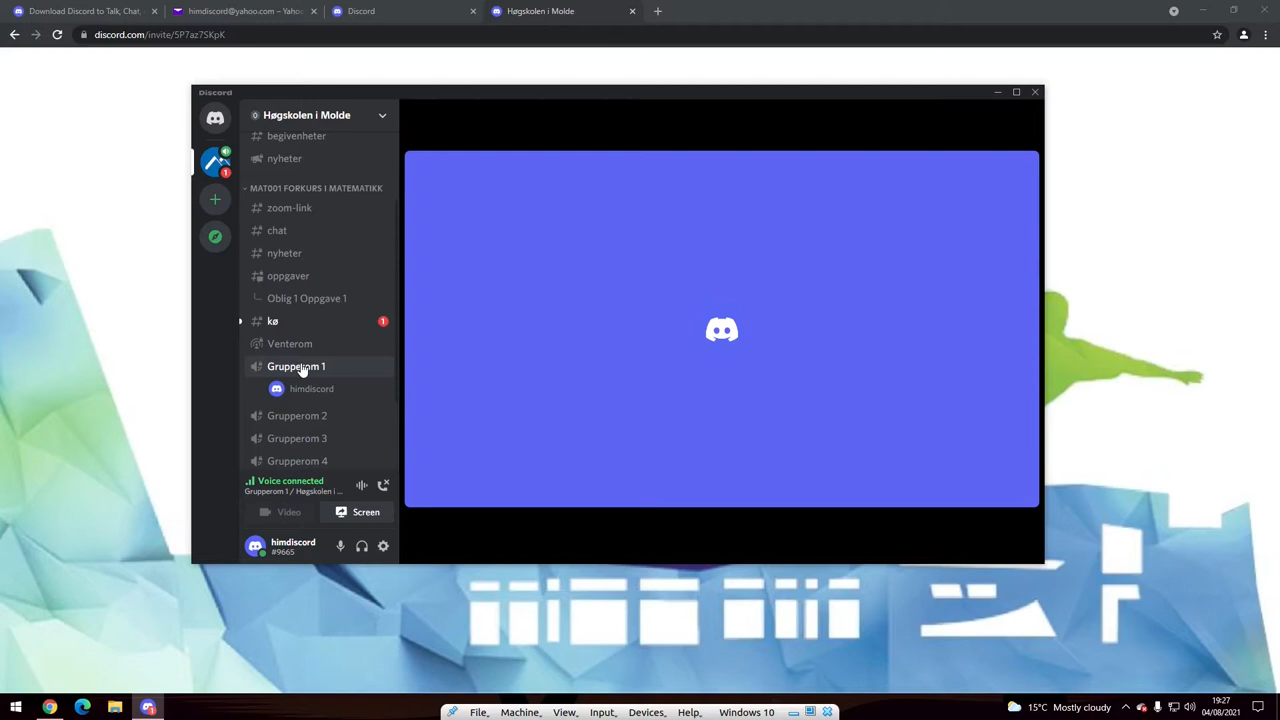 Download Discord to Talk, Chat,
himdiscord@yahoo.com – Yahoo
Discord
Høgskolen i Molde
discord.com/invite/SP7az7SKpK
Discord
Høgskolen i Molde
begivenheter
nyheter
MAT001 FORKURS I MATEMATIKK
zoom-link
chat
nyheter
oppgaver
Oblig 1 Oppgave 1
kø
1
1
Venterom
Grupperom 1
himdiscord
Grupperom 2
Grupperom 3
Grupperom 4
Voice connected
Grupperom 1 / Høgskolen i ...
Video
Screen
himdiscord
#9665
15°C Mostly cloudy
19:27
04/08/2021
File
Machine
View
Input
Devices
Help
Windows 10